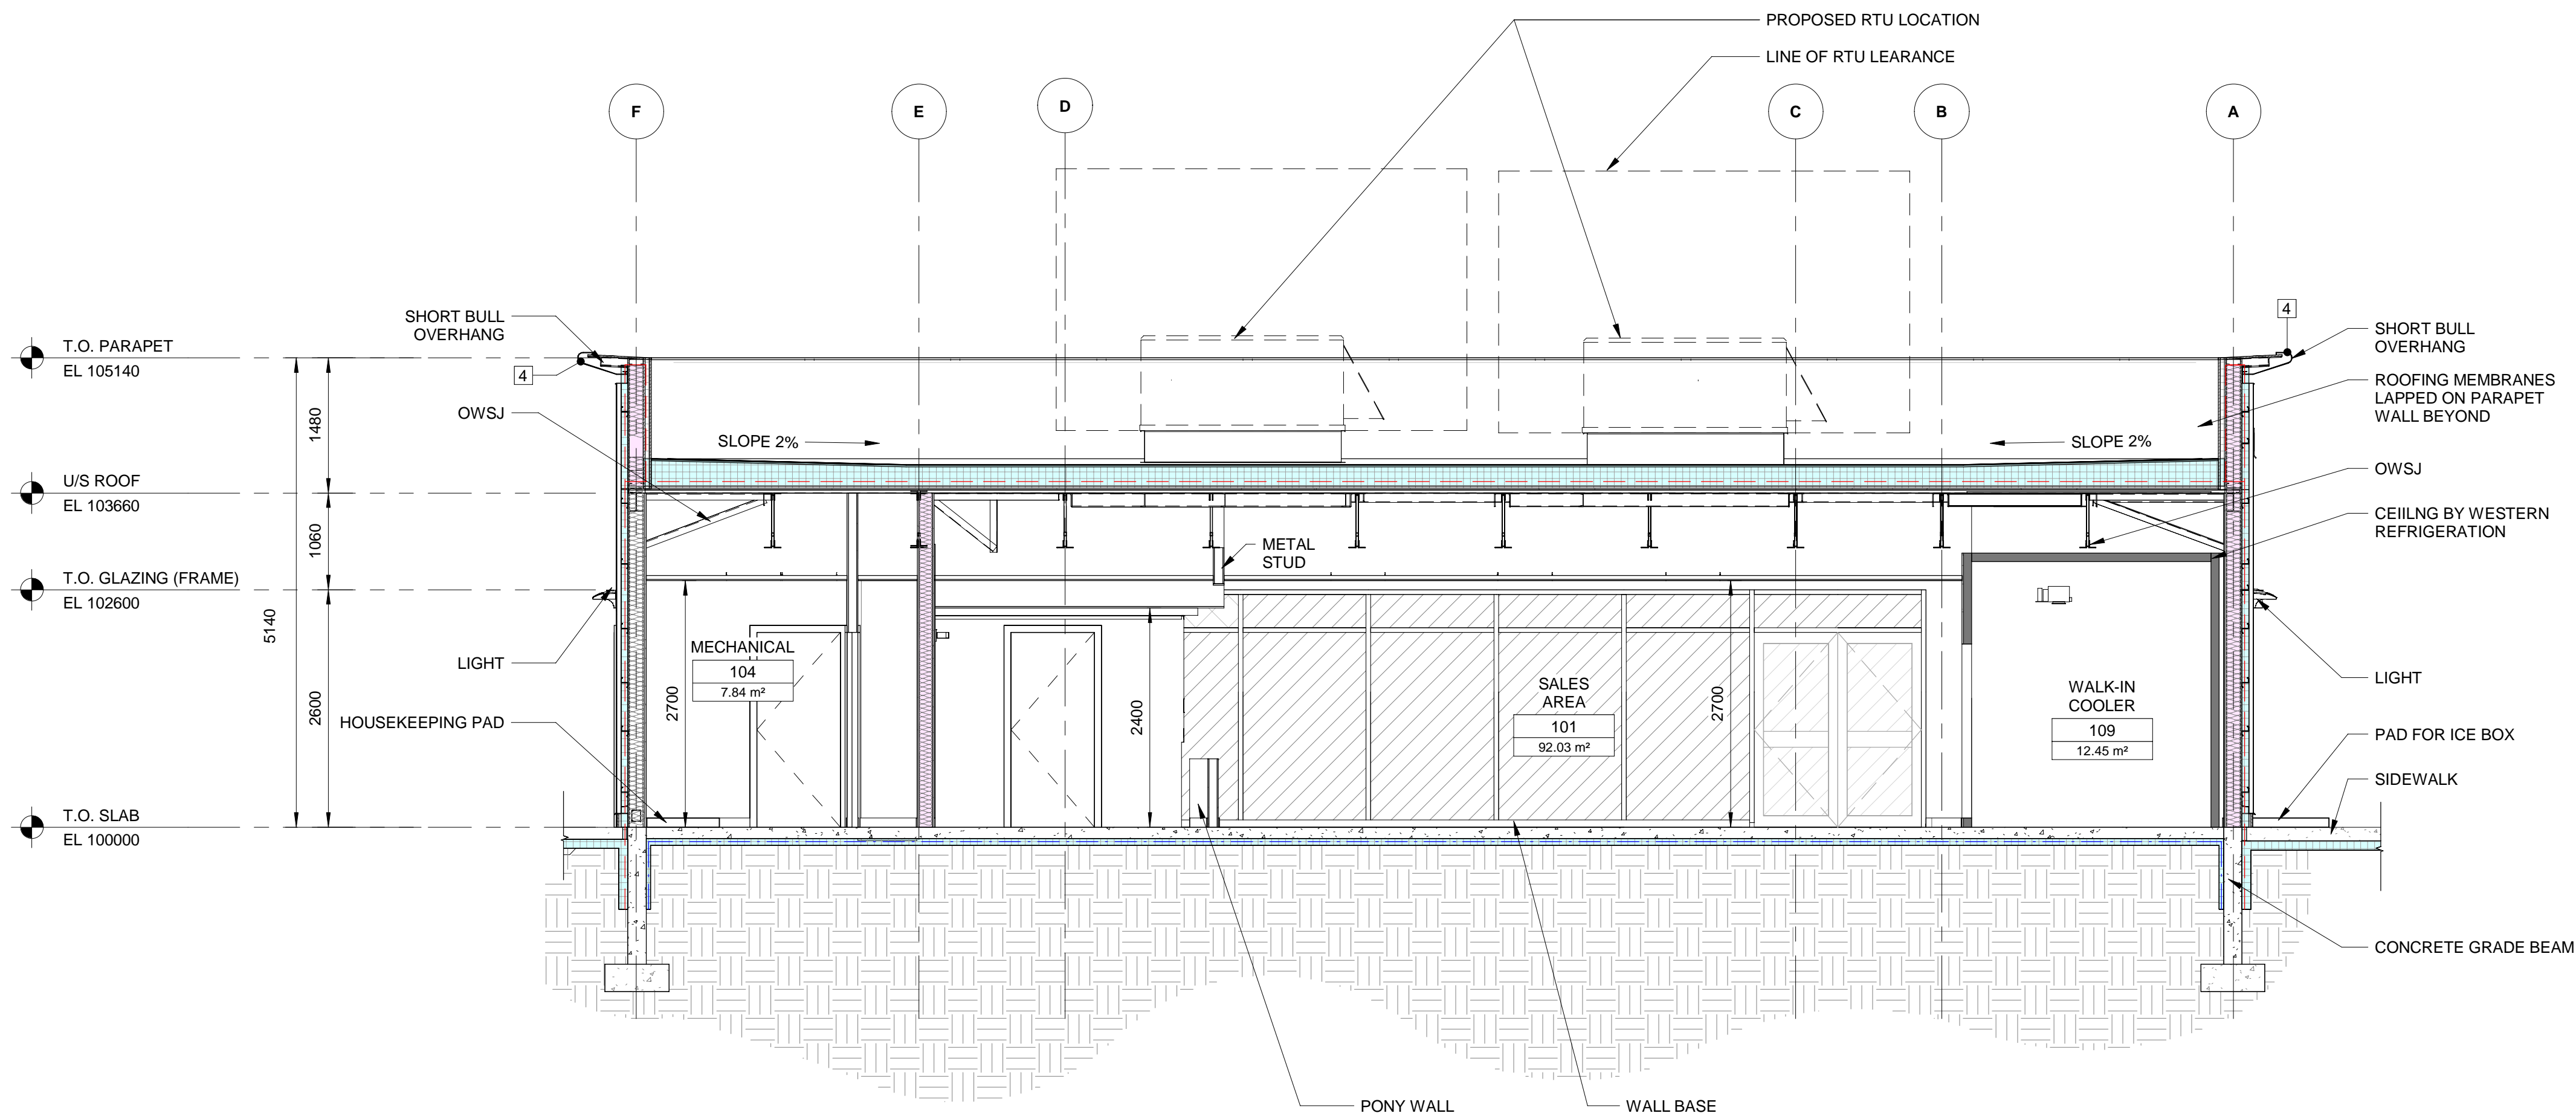 PROPOSED RTU LOCATION
LINE OF RTU LEARANCE
F
E
D
C
B
A
4
SHORT BULL
OVERHANG
SHORT BULL
OVERHANG
T.O. PARAPET
EL 105140
4
ROOFING MEMBRANES
LAPPED ON PARAPET
WALL BEYOND
OWSJ
1480
SLOPE 2%
SLOPE 2%
OWSJ
U/S ROOF
EL 103660
CEIILNG BY WESTERN
REFRIGERATION
1060
METAL
STUD
T.O. GLAZING (FRAME)
EL 102600
5140
LIGHT
MECHANICAL
104
7.84 m²
2700
2400
SALES
AREA
101
92.03 m²
2700
WALK-IN
COOLER
109
12.45 m²
LIGHT
2600
HOUSEKEEPING PAD
PAD FOR ICE BOX
SIDEWALK
T.O. SLAB
EL 100000
CONCRETE GRADE BEAM
PONY WALL
WALL BASE